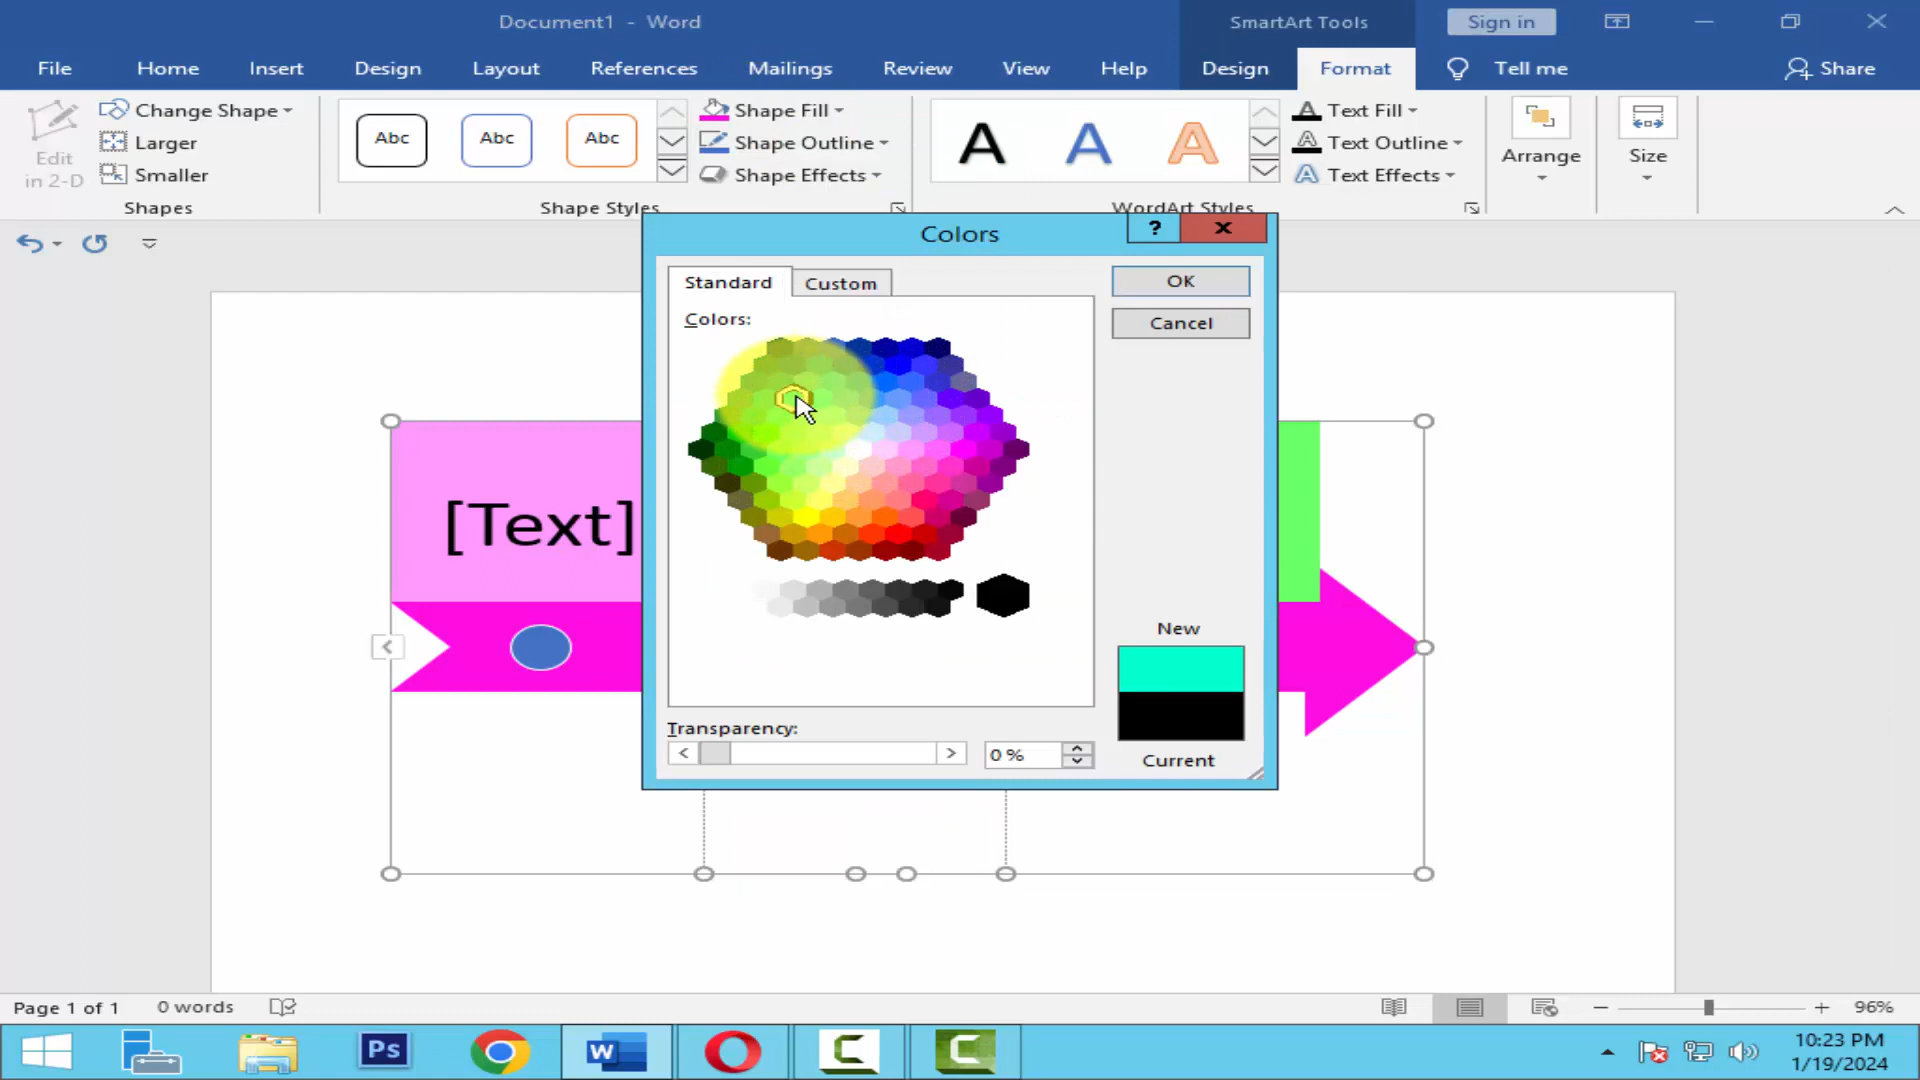 Document1 - Word
SmartArt Tools
Sign in
File Home Insert Design Layout References Mailings Review View Help Design Format Tell me Share
Edit
in 2-D
Change Shape
Larger
Smaller
Shapes
Abc Abc Abc
Shape Fill
Shape Outline
Shape Effects
Shape Styles
A A A
Text Fill
Text Outline
Text Effects
WordArt Styles
Arrange
Size
Colors
?
Standard Custom
Colors:
OK
Cancel
New
Current
Transparency:
0 %
[Text]
Page 1 of 1 0 words
96%
Ps
W
10:23 PM
1/19/2024